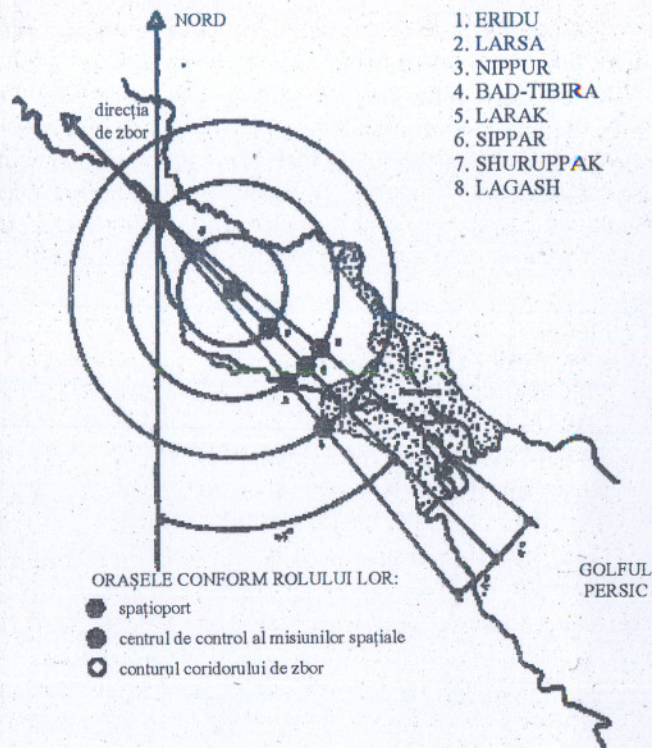 NORD
1. ERIDU
2. LARSA
3. NIPPUR
4. BAD-TIBIRA
5. LARAK
6. SIPPAR
7. SHURUPPAK
8. LAGASH
direcția
de zbor
GOLFUL
PERSIC
ORAȘELE CONFORM ROLULUI LOR:
spațioport
centrul de control al misiunilor spațiale
conturul coridorului de zbor